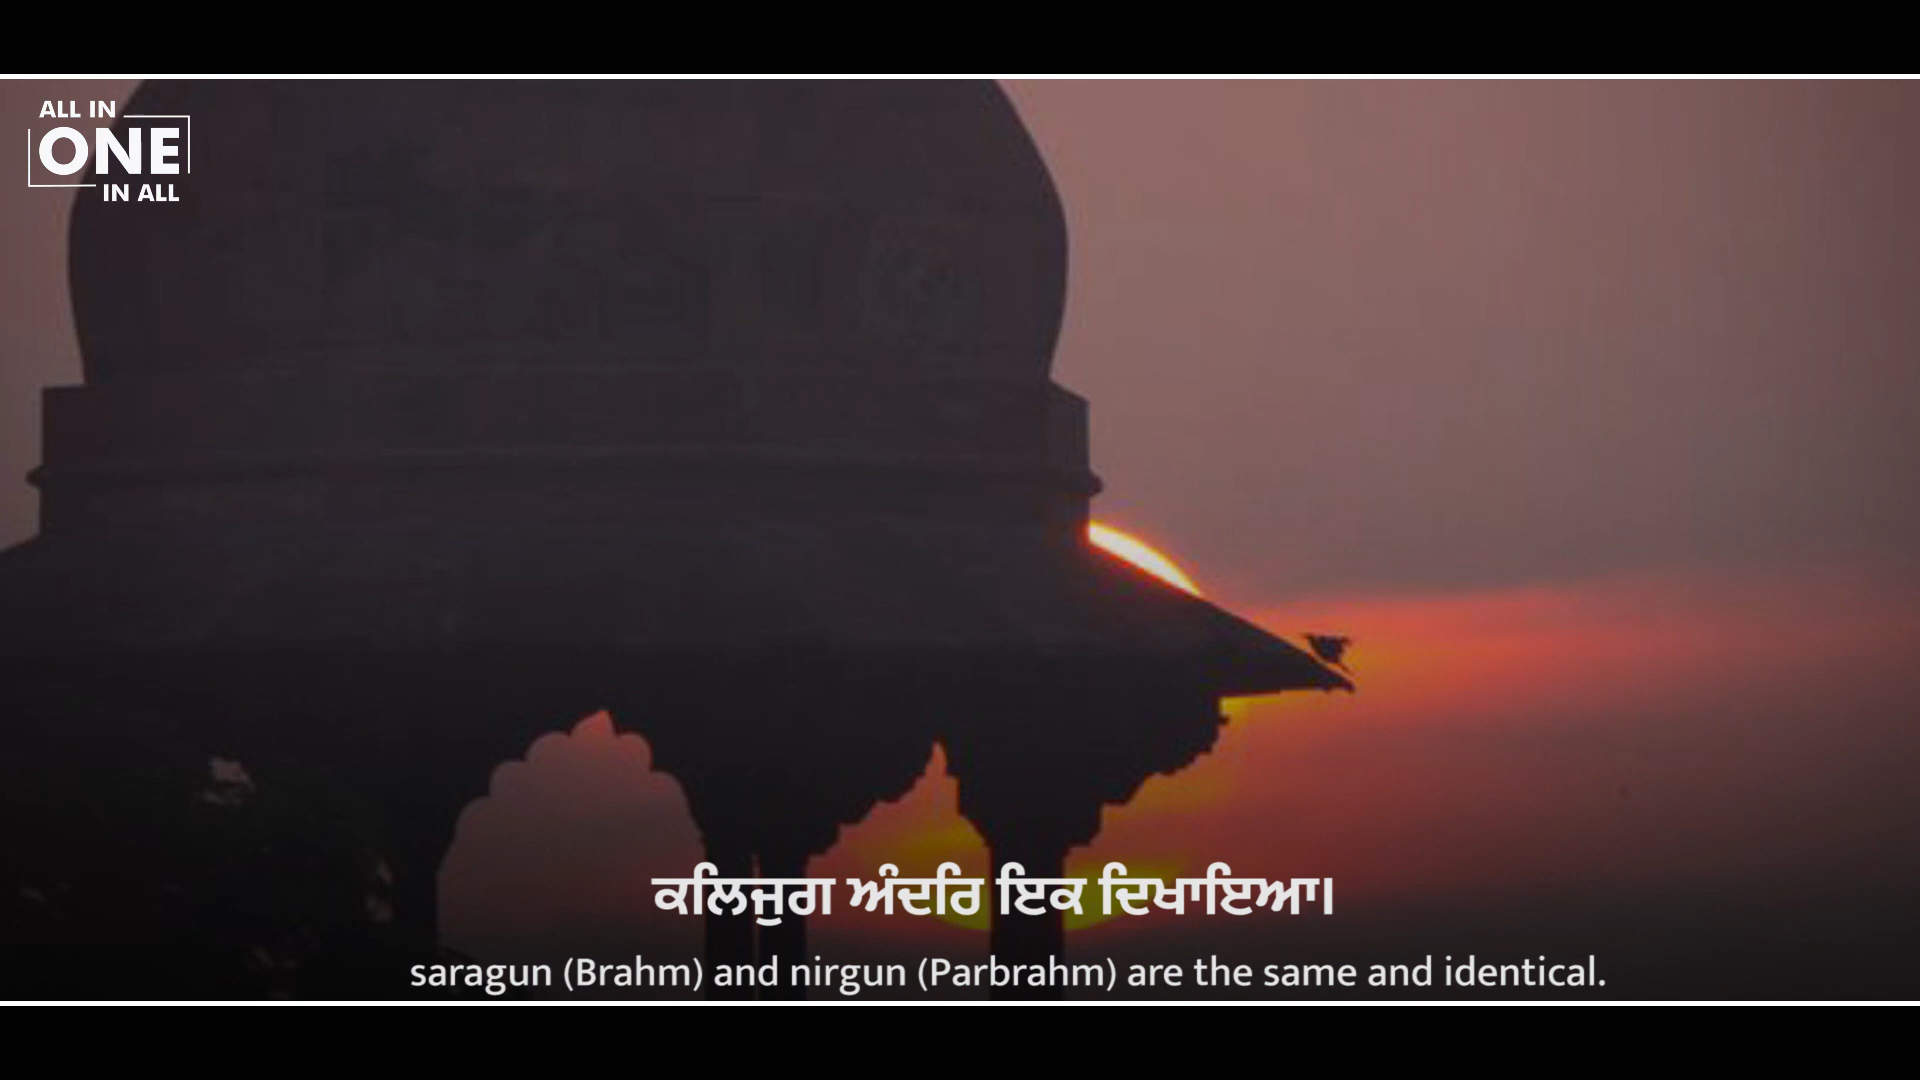 ALL IN
ONE
IN ALL
ਕਲਿਜੁਗ ਅੰਦਰਿ ਇਕ ਦਿਖਾਇਆ।
saragun (Brahm) and nirgun (Parbrahm) are the same and identical.